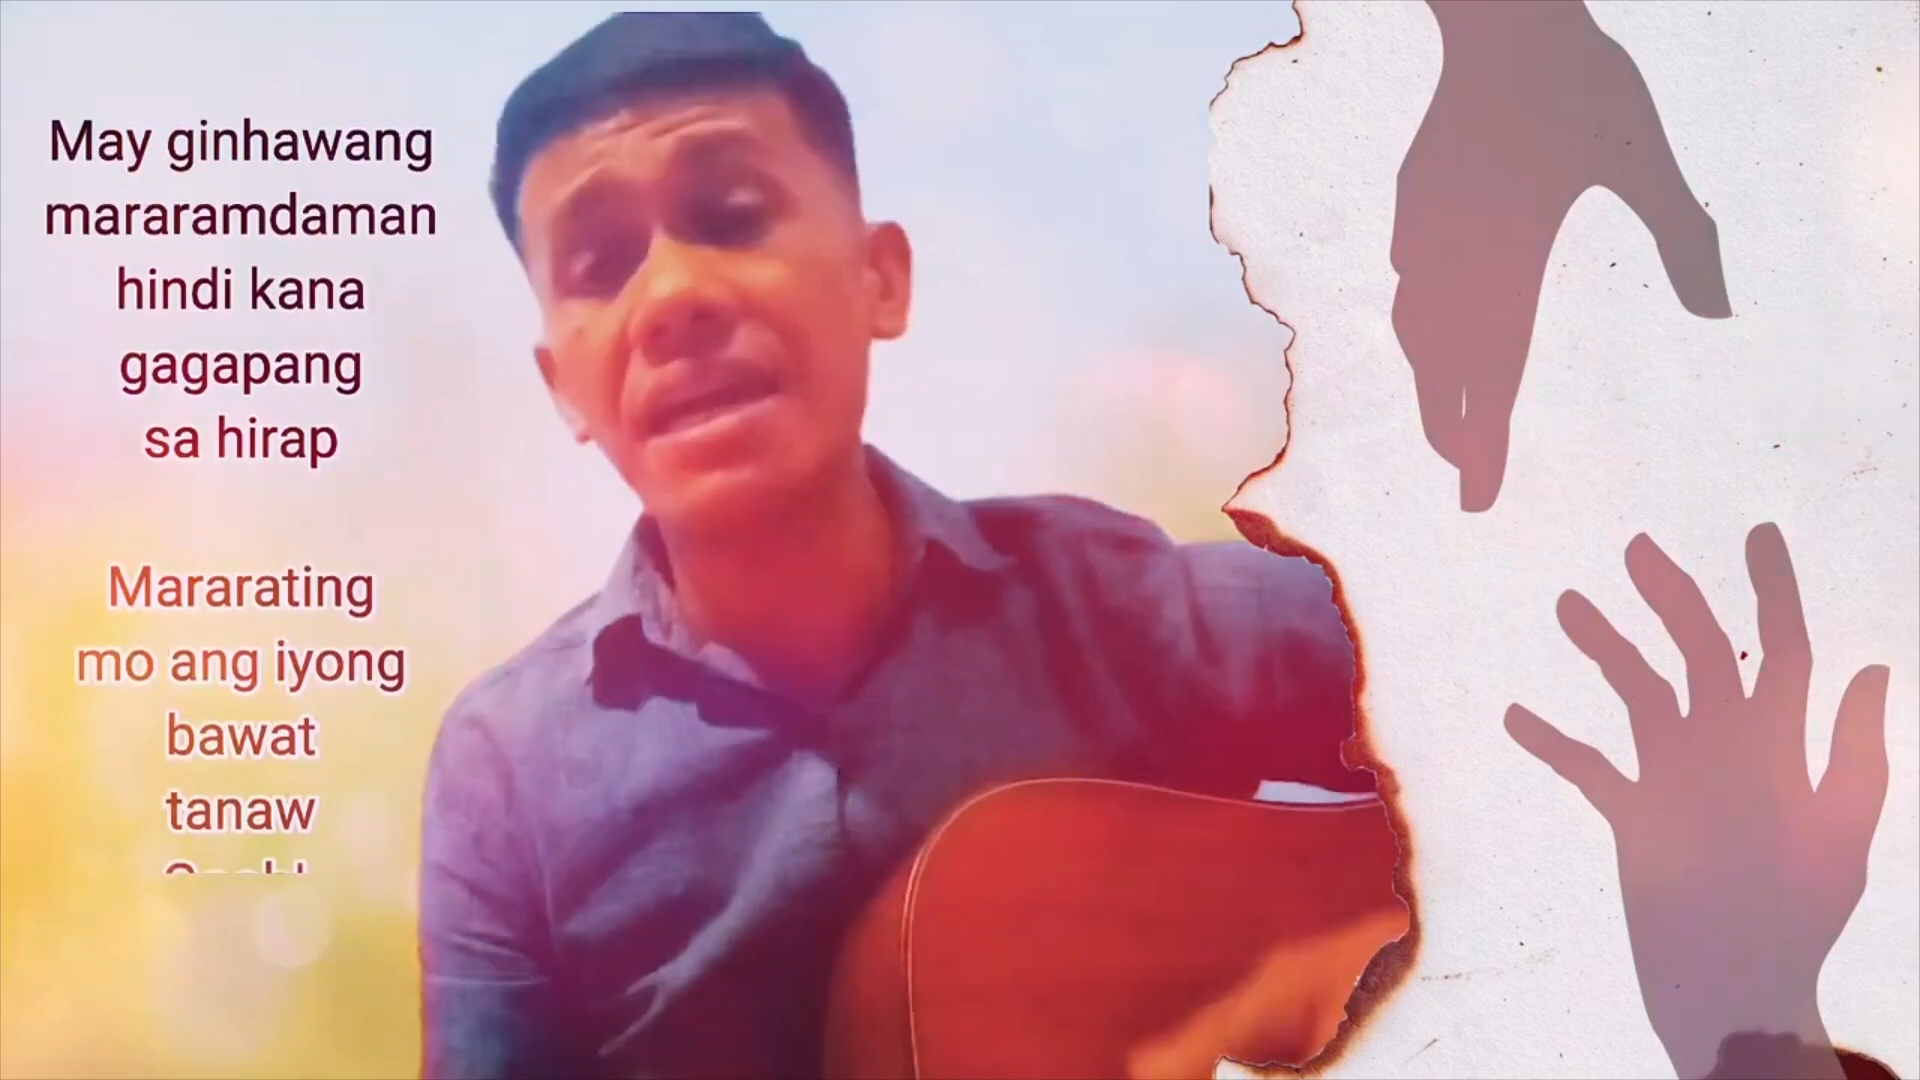 May ginhawang
mararamdaman
hindi kana
gagapang
sa hirap
Mararating
mo ang iyong
bawat
tanaw